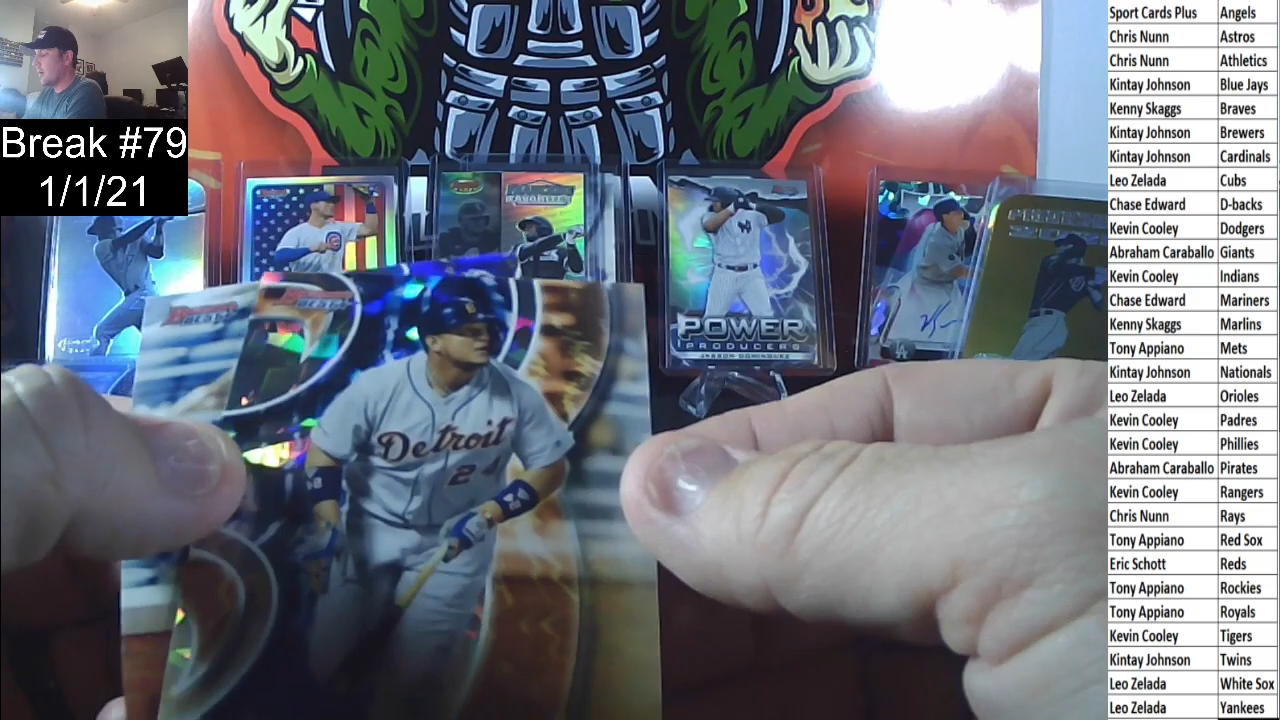 Break #79
1/1/21
POWER
PRODUCERS
JASSON DOMINGUEZ
Detroit
24
Sport Cards Plus Angels
Chris Nunn Astros
Chris Nunn Athletics
Kintay Johnson Blue Jays
Kenny Skaggs Braves
Kintay Johnson Brewers
Kintay Johnson Cardinals
Leo Zelada Cubs
Chase Edward D-backs
Kevin Cooley Dodgers
Abraham Caraballo Giants
Kevin Cooley Indians
Chase Edward Mariners
Kenny Skaggs Marlins
Tony Appiano Mets
Kintay Johnson Nationals
Leo Zelada Orioles
Kevin Cooley Padres
Kevin Cooley Phillies
Abraham Caraballo Pirates
Kevin Cooley Rangers
Chris Nunn Rays
Tony Appiano Red Sox
Eric Schott Reds
Tony Appiano Rockies
Tony Appiano Royals
Kevin Cooley Tigers
Kintay Johnson Twins
Leo Zelada White Sox
Leo Zelada Yankees